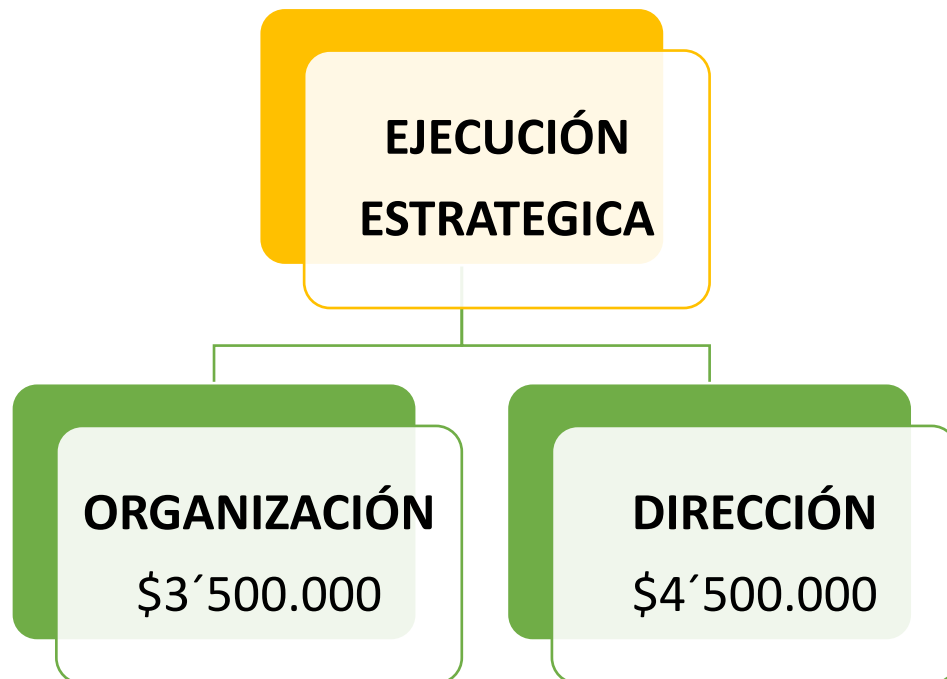 EJECUCIÓN
ESTRATEGICA
ORGANIZACIÓN
$3´500.000
DIRECCIÓN
$4´500.000